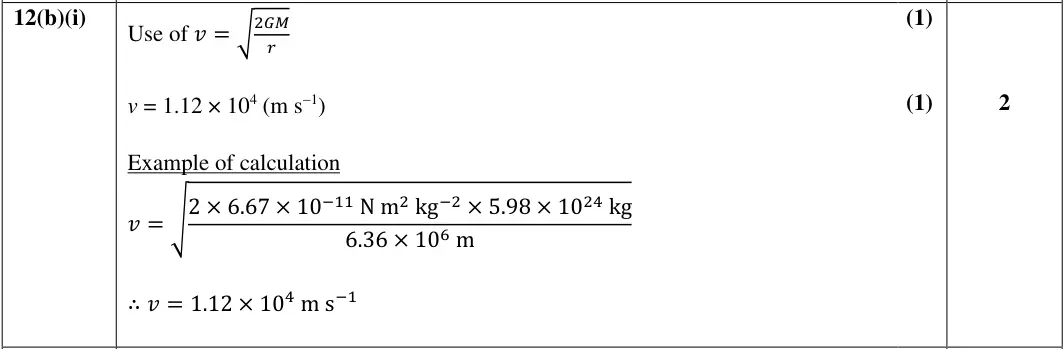 12(b)(i) Use of 𝑣 = √(2𝐺𝑀/𝑟) (1)
v = 1.12 × 10⁴ (m s⁻¹) (1) 2
Example of calculation
𝑣 = √(2 × 6.67 × 10⁻¹¹ N m² kg⁻² × 5.98 × 10²⁴ kg / 6.36 × 10⁶ m)
∴ 𝑣 = 1.12 × 10⁴ m s⁻¹